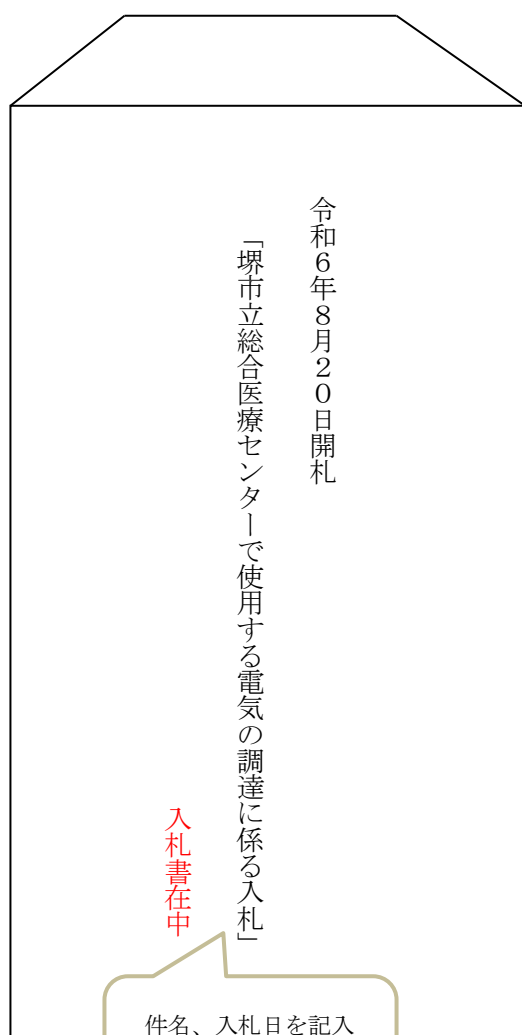 令和６年８月２０日開札
「堺市立総合医療センターで使用する電気の調達に係る入札」
入札書在中
件名、入札日を記入